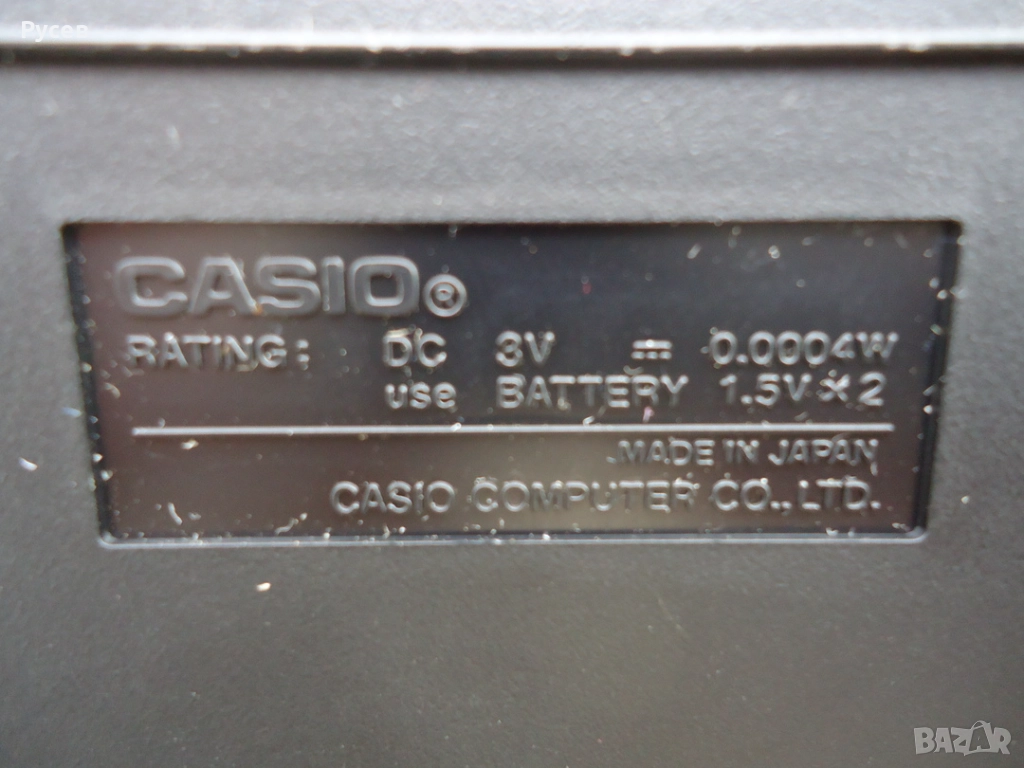 Русер
CASIO®
RATING: DC 3V ⎓ 0.0004W
use BATTERY 1.5V×2
MADE IN JAPAN
CASIO COMPUTER CO., LTD.
BAZAR